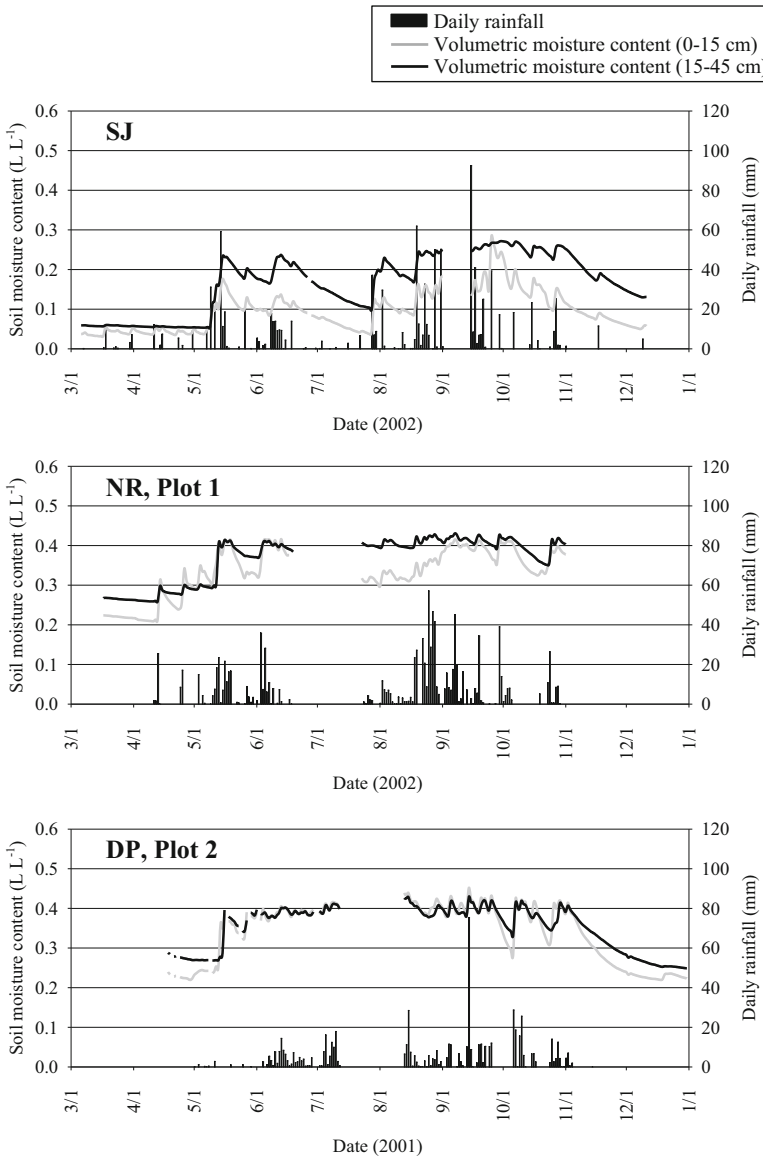 Daily rainfall
Volumetric moisture content (0-15 cm)
Volumetric moisture content (15-45 cm)
SJ
Soil moisture content (L L⁻¹)
0.6
0.5
0.4
0.3
0.2
0.1
0.0
120
100
80
60
40
20
0
Daily rainfall (mm)
3/1 4/1 5/1 6/1 7/1 8/1 9/1 10/1 11/1 12/1 1/1
Date (2002)
NR, Plot 1
Soil moisture content (L L⁻¹)
0.6
0.5
0.4
0.3
0.2
0.1
0.0
120
100
80
60
40
20
0
Daily rainfall (mm)
3/1 4/1 5/1 6/1 7/1 8/1 9/1 10/1 11/1 12/1 1/1
Date (2002)
DP, Plot 2
Soil moisture content (L L⁻¹)
0.6
0.5
0.4
0.3
0.2
0.1
0.0
120
100
80
60
40
20
0
Daily rainfall (mm)
3/1 4/1 5/1 6/1 7/1 8/1 9/1 10/1 11/1 12/1 1/1
Date (2001)